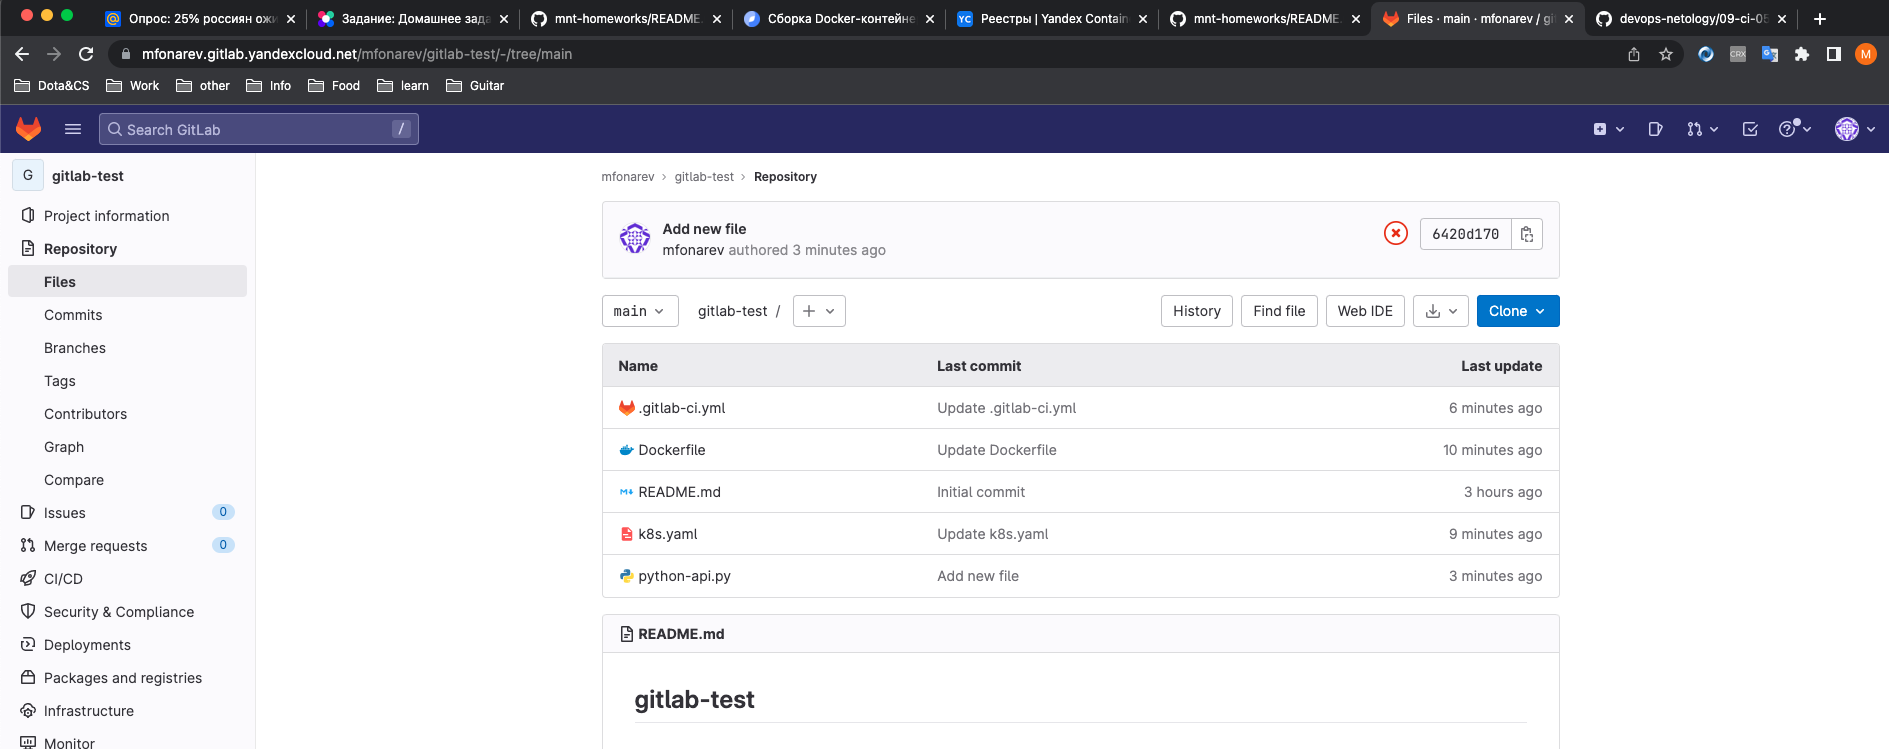 Опрос: 25% россиян ожи
Задание: Домашнее зада
mnt-homeworks/README.
Сборка Docker-контейне
YC Реестры | Yandex Contain
mnt-homeworks/README.
Files · main · mfonarev / git
devops-netology/09-ci-05
mfonarev.gitlab.yandexcloud.net/mfonarev/gitlab-test/-/tree/main
CRX
M
Dota&CS
Work
other
Info
Food
learn
Guitar
Search GitLab
/
G
gitlab-test
Project information
Repository
Files
Commits
Branches
Tags
Contributors
Graph
Compare
Issues 0
Merge requests 0
CI/CD
Security & Compliance
Deployments
Packages and registries
Infrastructure
Monitor
mfonarev › gitlab-test › Repository
Add new file
mfonarev authored 3 minutes ago
6420d170
main
gitlab-test /
History
Find file
Web IDE
Clone
Name Last commit Last update
.gitlab-ci.yml Update .gitlab-ci.yml 6 minutes ago
Dockerfile Update Dockerfile 10 minutes ago
README.md Initial commit 3 hours ago
k8s.yaml Update k8s.yaml 9 minutes ago
python-api.py Add new file 3 minutes ago
README.md
gitlab-test